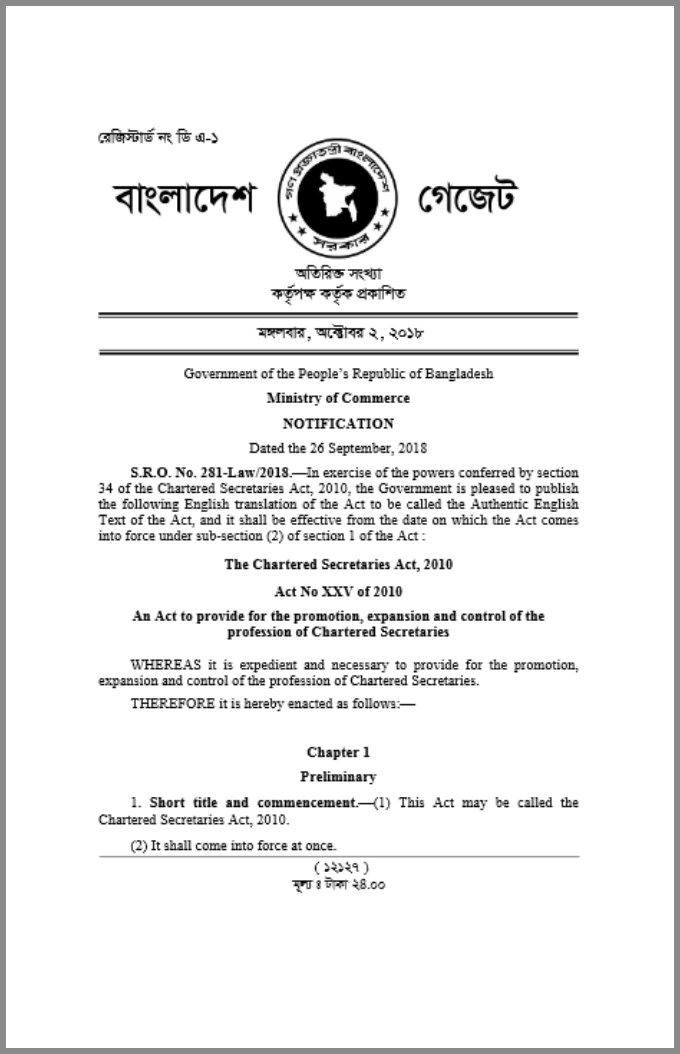 রেজিস্টার্ড নং ডি এ-১
বাংলাদেশ গেজেট
গণপ্রজাতন্ত্রী বাংলাদেশ
সরকার
অতিরিক্ত সংখ্যা
কর্তৃপক্ষ কর্তৃক প্রকাশিত
মঙ্গলবার, অক্টোবর ২, ২০১৮
Government of the People’s Republic of Bangladesh
Ministry of Commerce
NOTIFICATION
Dated the 26 September, 2018
S.R.O. No. 281-Law/2018.—In exercise of the powers conferred by section
34 of the Chartered Secretaries Act, 2010, the Government is pleased to publish
the following English translation of the Act to be called the Authentic English
Text of the Act, and it shall be effective from the date on which the Act comes
into force under sub-section (2) of section 1 of the Act :
The Chartered Secretaries Act, 2010
Act No XXV of 2010
An Act to provide for the promotion, expansion and control of the
profession of Chartered Secretaries
WHEREAS it is expedient and necessary to provide for the promotion,
expansion and control of the profession of Chartered Secretaries.
THEREFORE it is hereby enacted as follows:—
Chapter 1
Preliminary
1. Short title and commencement.—(1) This Act may be called the
Chartered Secretaries Act, 2010.
(2) It shall come into force at once.
( ১২১২৭ )
মূল্য ঃ টাকা ২৪.০০